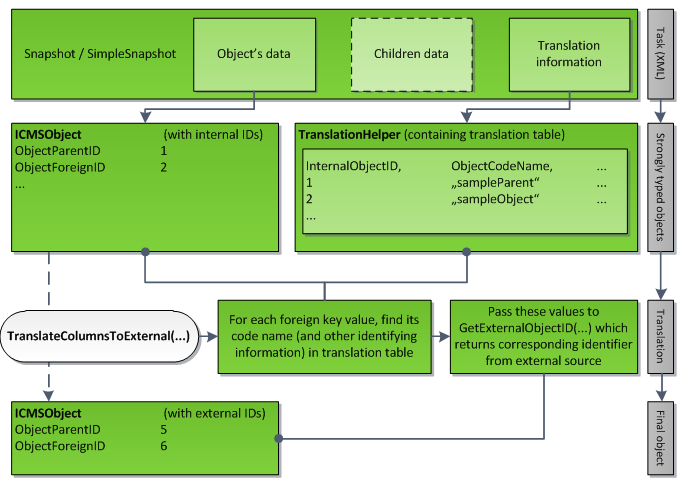 Snapshot / SimpleSnapshot
Object's data
Children data
Translation
information
Task (XML)
ICMSObject (with internal IDs)
ObjectParentID 1
ObjectForeignID 2
...
TranslationHelper (containing translation table)
InternalObjectID, ObjectCodeName, ...
1 „sampleParent“ ...
2 „sampleObject“ ...
...
Strongly typed objects
TranslateColumnsToExternal(...)
For each foreign key value, find its
code name (and other identifying
information) in translation table
Pass these values to
GetExternalObjectID(...) which
returns corresponding identifier
from external source
Translation
ICMSObject (with external IDs)
ObjectParentID 5
ObjectForeignID 6
Final object